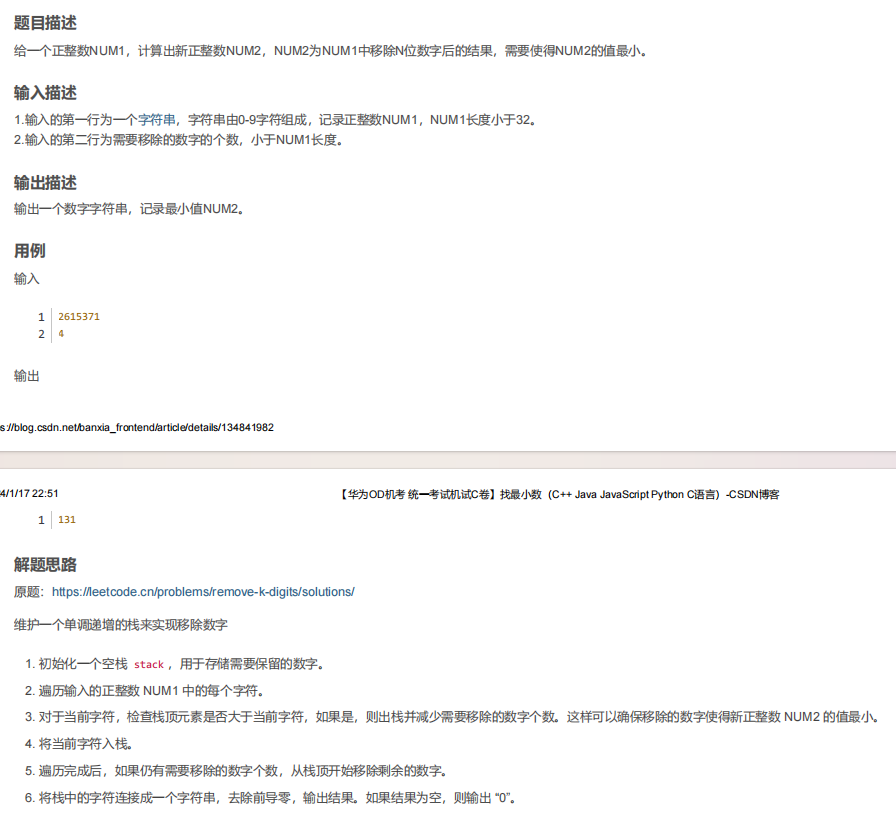 题目描述
给一个正整数NUM1，计算出新正整数NUM2，NUM2为NUM1中移除N位数字后的结果，需要使得NUM2的值最小。
输入描述
1.输入的第一行为一个字符串，字符串由0-9字符组成，记录正整数NUM1，NUM1长度小于32。
2.输入的第二行为需要移除的数字的个数，小于NUM1长度。
输出描述
输出一个数字字符串，记录最小值NUM2。
用例
输入
1 2615371
2 4
输出
s://blog.csdn.net/banxia_frontend/article/details/134841982
4/1/17 22:51 【华为OD机考 统一考试机试C卷】找最小数（C++ Java JavaScript Python C语言）-CSDN博客
1 131
解题思路
原题：https://leetcode.cn/problems/remove-k-digits/solutions/
维护一个单调递增的栈来实现移除数字
1. 初始化一个空栈 stack ，用于存储需要保留的数字。
2. 遍历输入的正整数 NUM1 中的每个字符。
3. 对于当前字符，检查栈顶元素是否大于当前字符，如果是，则出栈并减少需要移除的数字个数。这样可以确保移除的数字使得新正整数 NUM2 的值最小。
4. 将当前字符入栈。
5. 遍历完成后，如果仍有需要移除的数字个数，从栈顶开始移除剩余的数字。
6. 将栈中的字符连接成一个字符串，去除前导零，输出结果。如果结果为空，则输出 “0”。